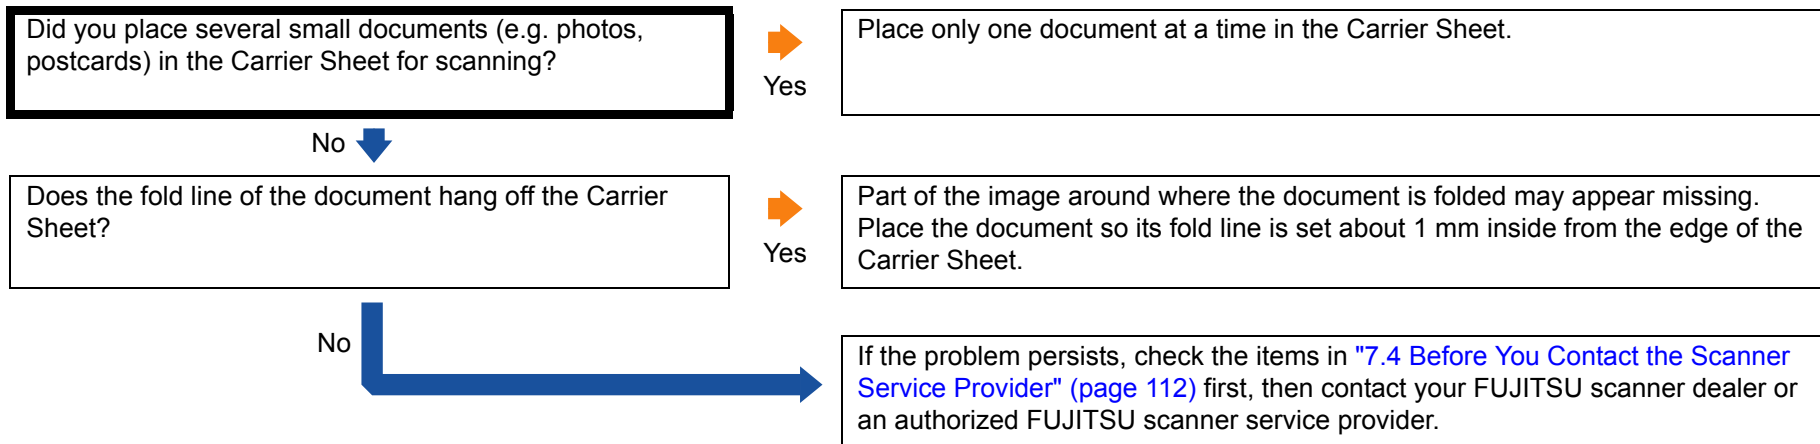 Did you place several small documents (e.g. photos,
postcards) in the Carrier Sheet for scanning?
Yes
Place only one document at a time in the Carrier Sheet.
No
Does the fold line of the document hang off the Carrier
Sheet?
Yes
Part of the image around where the document is folded may appear missing.
Place the document so its fold line is set about 1 mm inside from the edge of the
Carrier Sheet.
No
If the problem persists, check the items in "7.4 Before You Contact the Scanner
Service Provider" (page 112) first, then contact your FUJITSU scanner dealer or
an authorized FUJITSU scanner service provider.